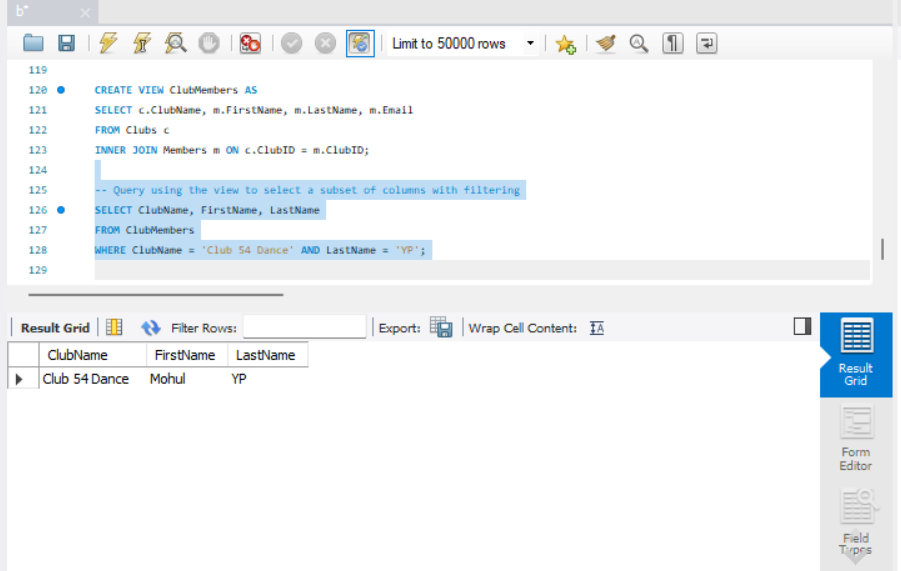 b*
Limit to 50000 rows
119
120 CREATE VIEW ClubMembers AS
121 SELECT c.ClubName, m.FirstName, m.LastName, m.Email
122 FROM Clubs c
123 INNER JOIN Members m ON c.ClubID = m.ClubID;
124
125 -- Query using the view to select a subset of columns with filtering
126 SELECT ClubName, FirstName, LastName
127 FROM ClubMembers
128 WHERE ClubName = 'Club 54 Dance' AND LastName = 'YP';
129
Result Grid Filter Rows: Export: Wrap Cell Content: IA
ClubName FirstName LastName
Club 54 Dance Mohul YP
Result
Grid
Form
Editor
Field
Types